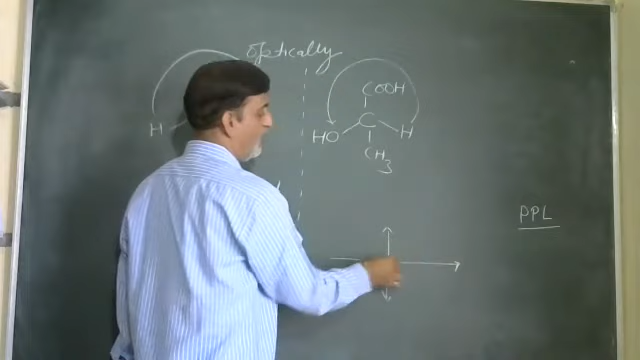 Optically
COOH
H
HO C H
CH3
PPL